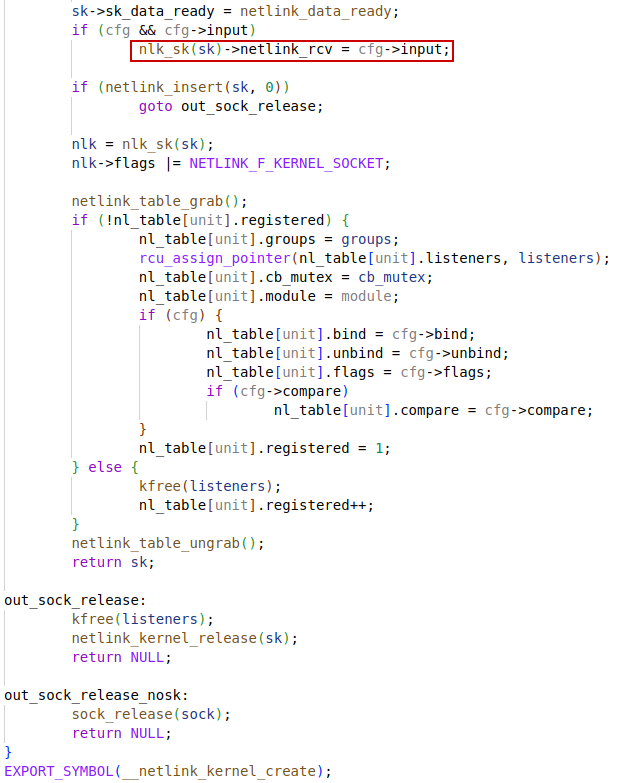 sk->sk_data_ready = netlink_data_ready;
if (cfg && cfg->input)
nlk_sk(sk)->netlink_rcv = cfg->input;
if (netlink_insert(sk, 0))
goto out_sock_release;
nlk = nlk_sk(sk);
nlk->flags |= NETLINK_F_KERNEL_SOCKET;
netlink_table_grab();
if (!nl_table[unit].registered) {
nl_table[unit].groups = groups;
rcu_assign_pointer(nl_table[unit].listeners, listeners);
nl_table[unit].cb_mutex = cb_mutex;
nl_table[unit].module = module;
if (cfg) {
nl_table[unit].bind = cfg->bind;
nl_table[unit].unbind = cfg->unbind;
nl_table[unit].flags = cfg->flags;
if (cfg->compare)
nl_table[unit].compare = cfg->compare;
}
nl_table[unit].registered = 1;
} else {
kfree(listeners);
nl_table[unit].registered++;
}
netlink_table_ungrab();
return sk;
out_sock_release:
kfree(listeners);
netlink_kernel_release(sk);
return NULL;
out_sock_release_nosk:
sock_release(sock);
return NULL;
}
EXPORT_SYMBOL(__netlink_kernel_create);